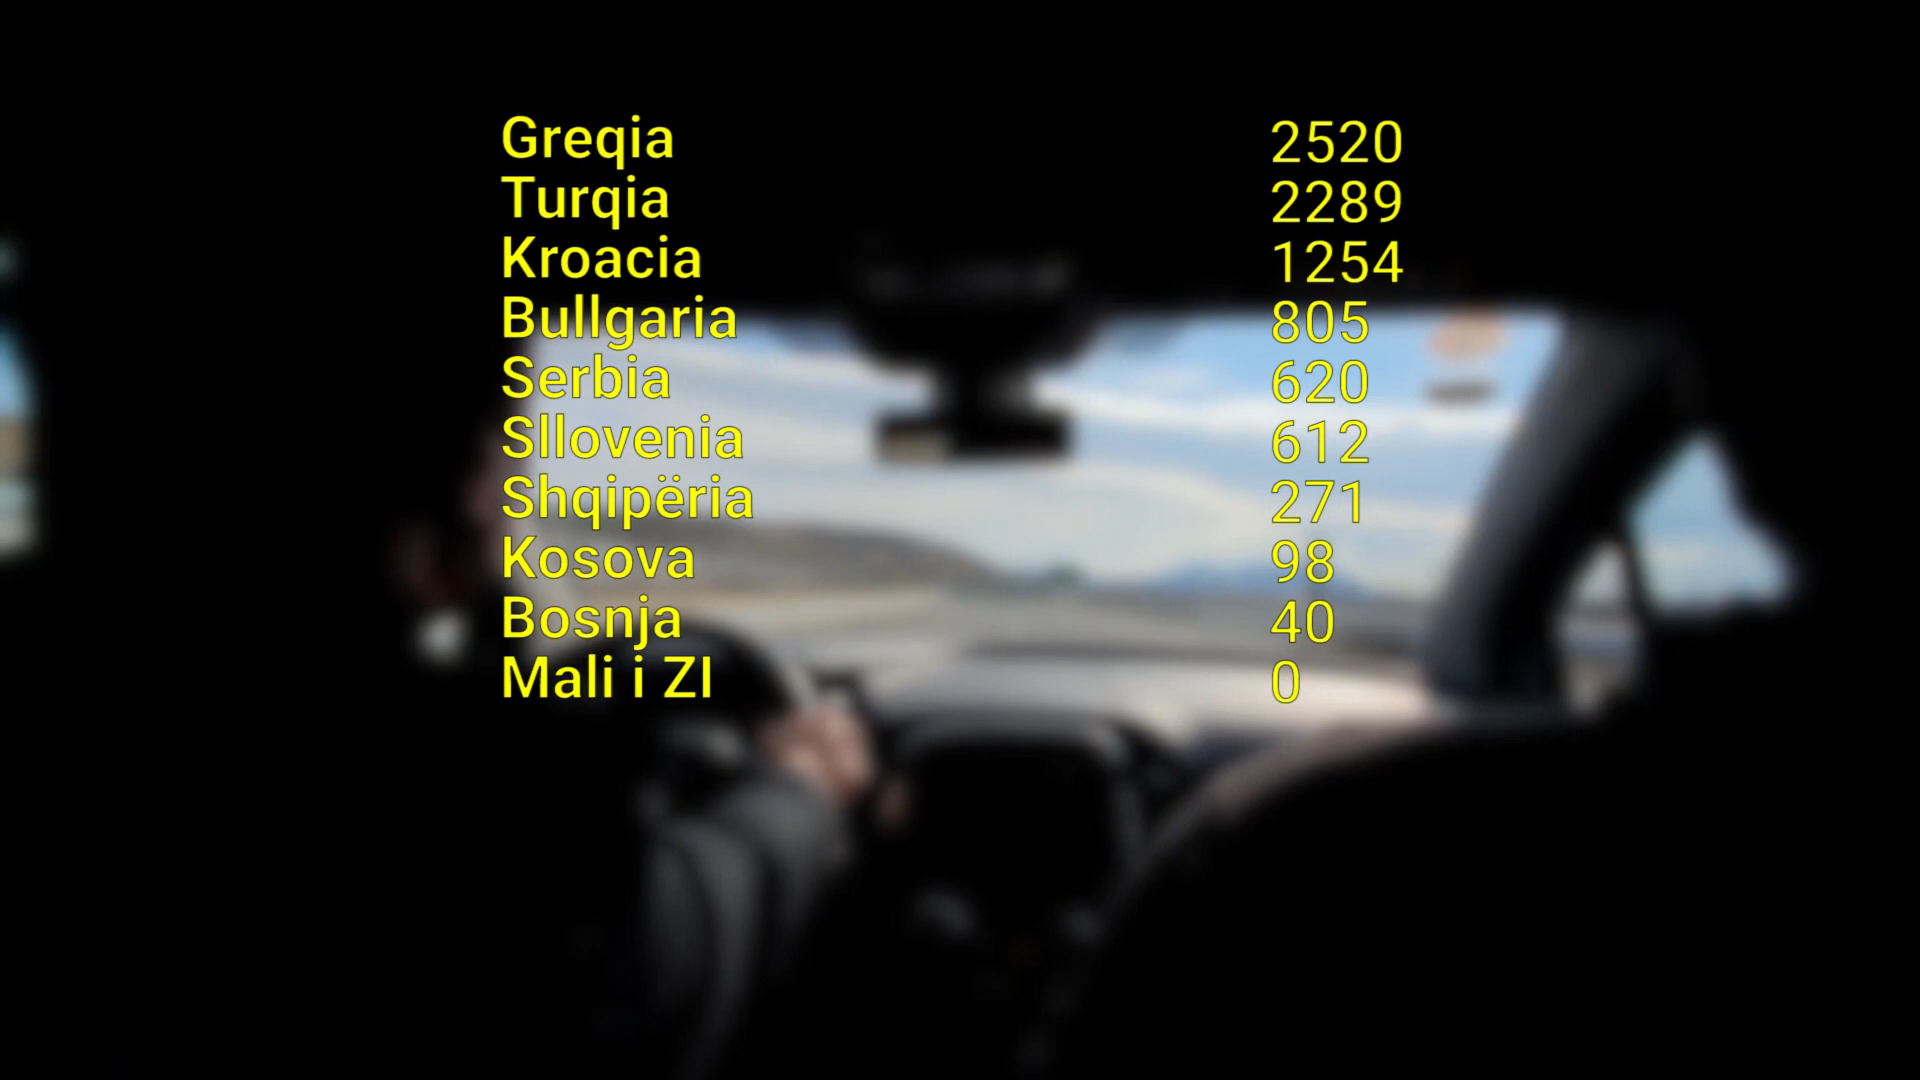 Greqia 2520
Turqia 2289
Kroacia 1254
Bullgaria 805
Serbia 620
Sllovenia 612
Shqipëria 271
Kosova 98
Bosnja 40
Mali i ZI 0